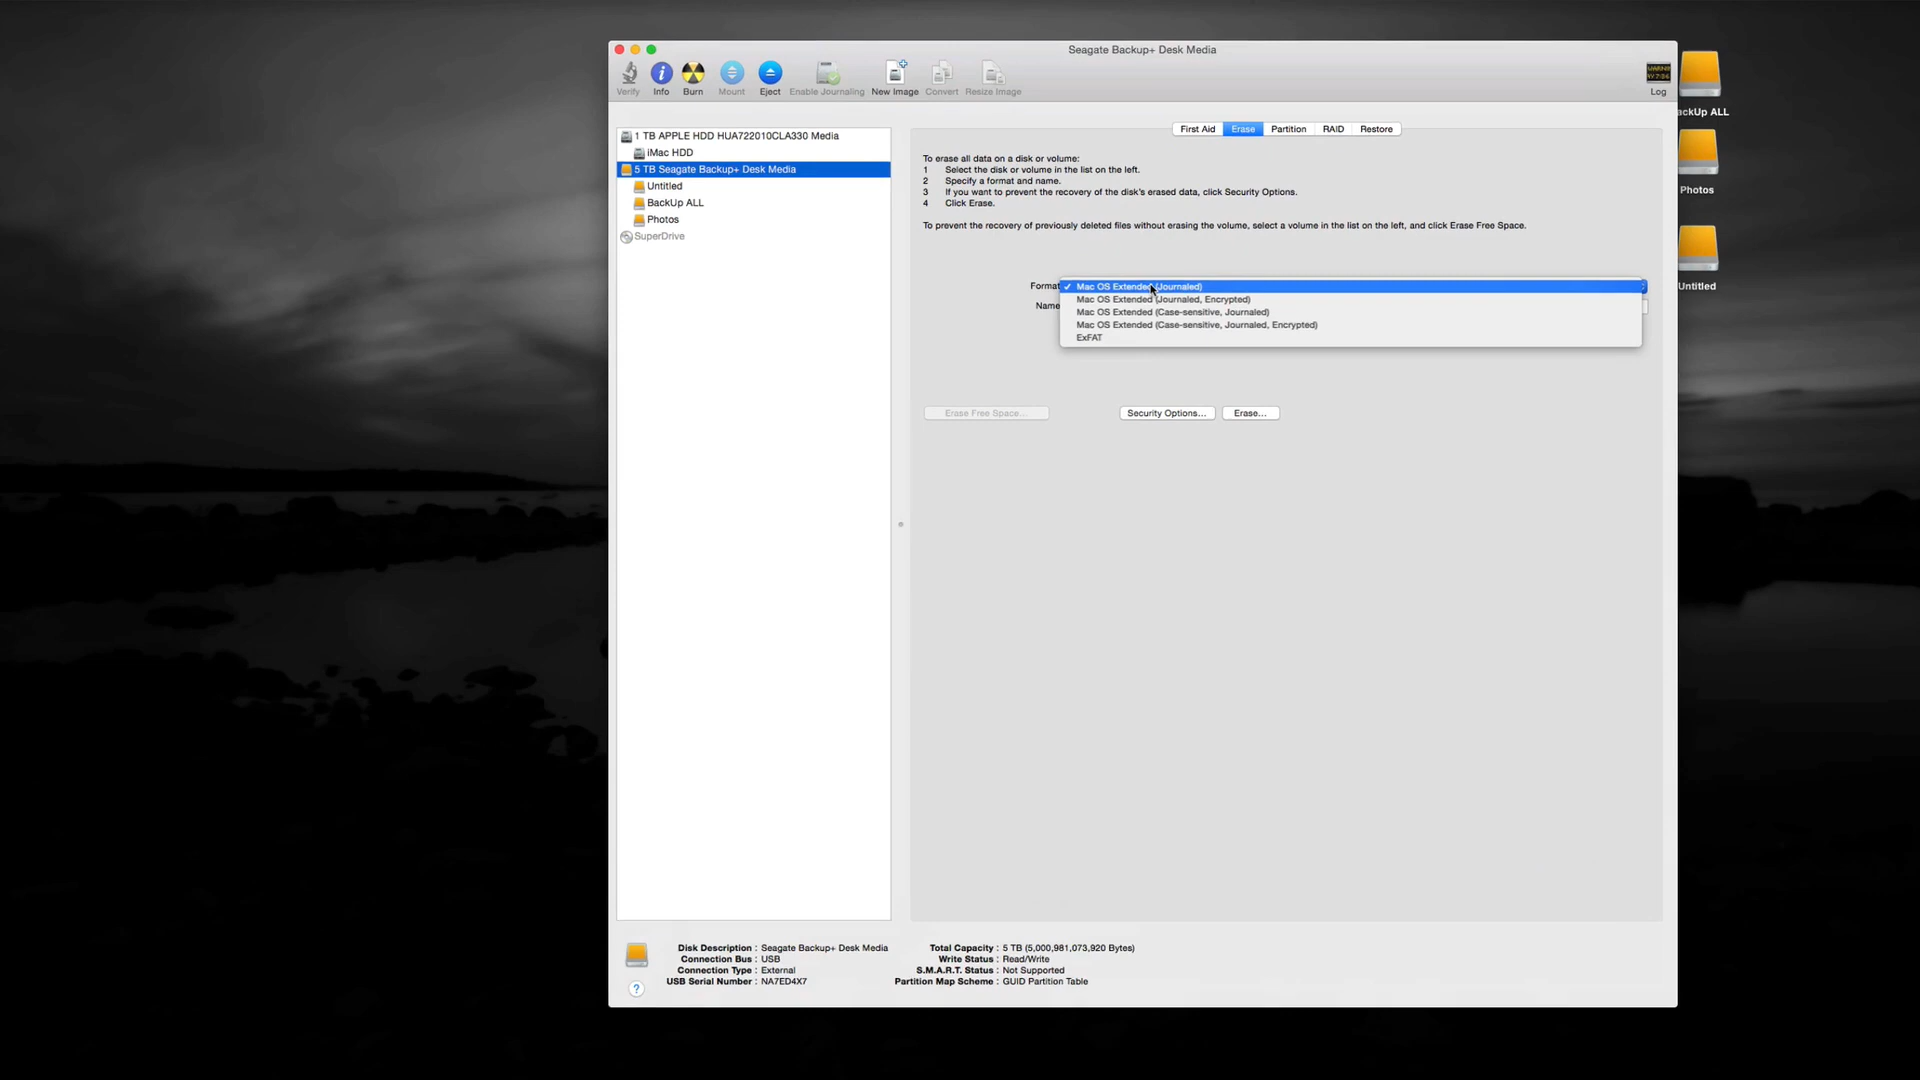 Seagate Backup+ Desk Media
Verify
Info
Burn
Mount
Eject
Enable Journaling
New Image
Convert
Resize Image
Log
1 TB APPLE HDD HUA722010CLA330 Media
iMac HDD
5 TB Seagate Backup+ Desk Media
Untitled
BackUp ALL
Photos
SuperDrive
First Aid
Erase
Partition
RAID
Restore
To erase all data on a disk or volume:
1 Select the disk or volume in the list on the left.
2 Specify a format and name.
3 If you want to prevent the recovery of the disk's erased data, click Security Options.
4 Click Erase.
To prevent the recovery of previously deleted files without erasing the volume, select a volume in the list on the left, and click Erase Free Space.
Format
✓ Mac OS Extended (Journaled)
Mac OS Extended (Journaled, Encrypted)
Mac OS Extended (Case-sensitive, Journaled)
Mac OS Extended (Case-sensitive, Journaled, Encrypted)
ExFAT
Name
Erase Free Space...
Security Options...
Erase...
Disk Description : Seagate Backup+ Desk Media
Connection Bus : USB
Connection Type : External
USB Serial Number : NA7ED4X7
Total Capacity : 5 TB (5,000,981,073,920 Bytes)
Write Status : Read/Write
S.M.A.R.T. Status : Not Supported
Partition Map Scheme : GUID Partition Table
?
ackUp ALL
Photos
Untitled